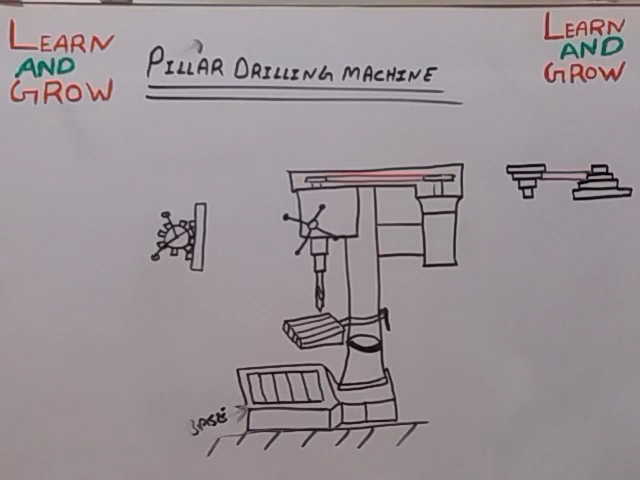 LEARN
AND
GROW
PILLAR DRILLING MACHINE
LEARN
AND
GROW
BASE